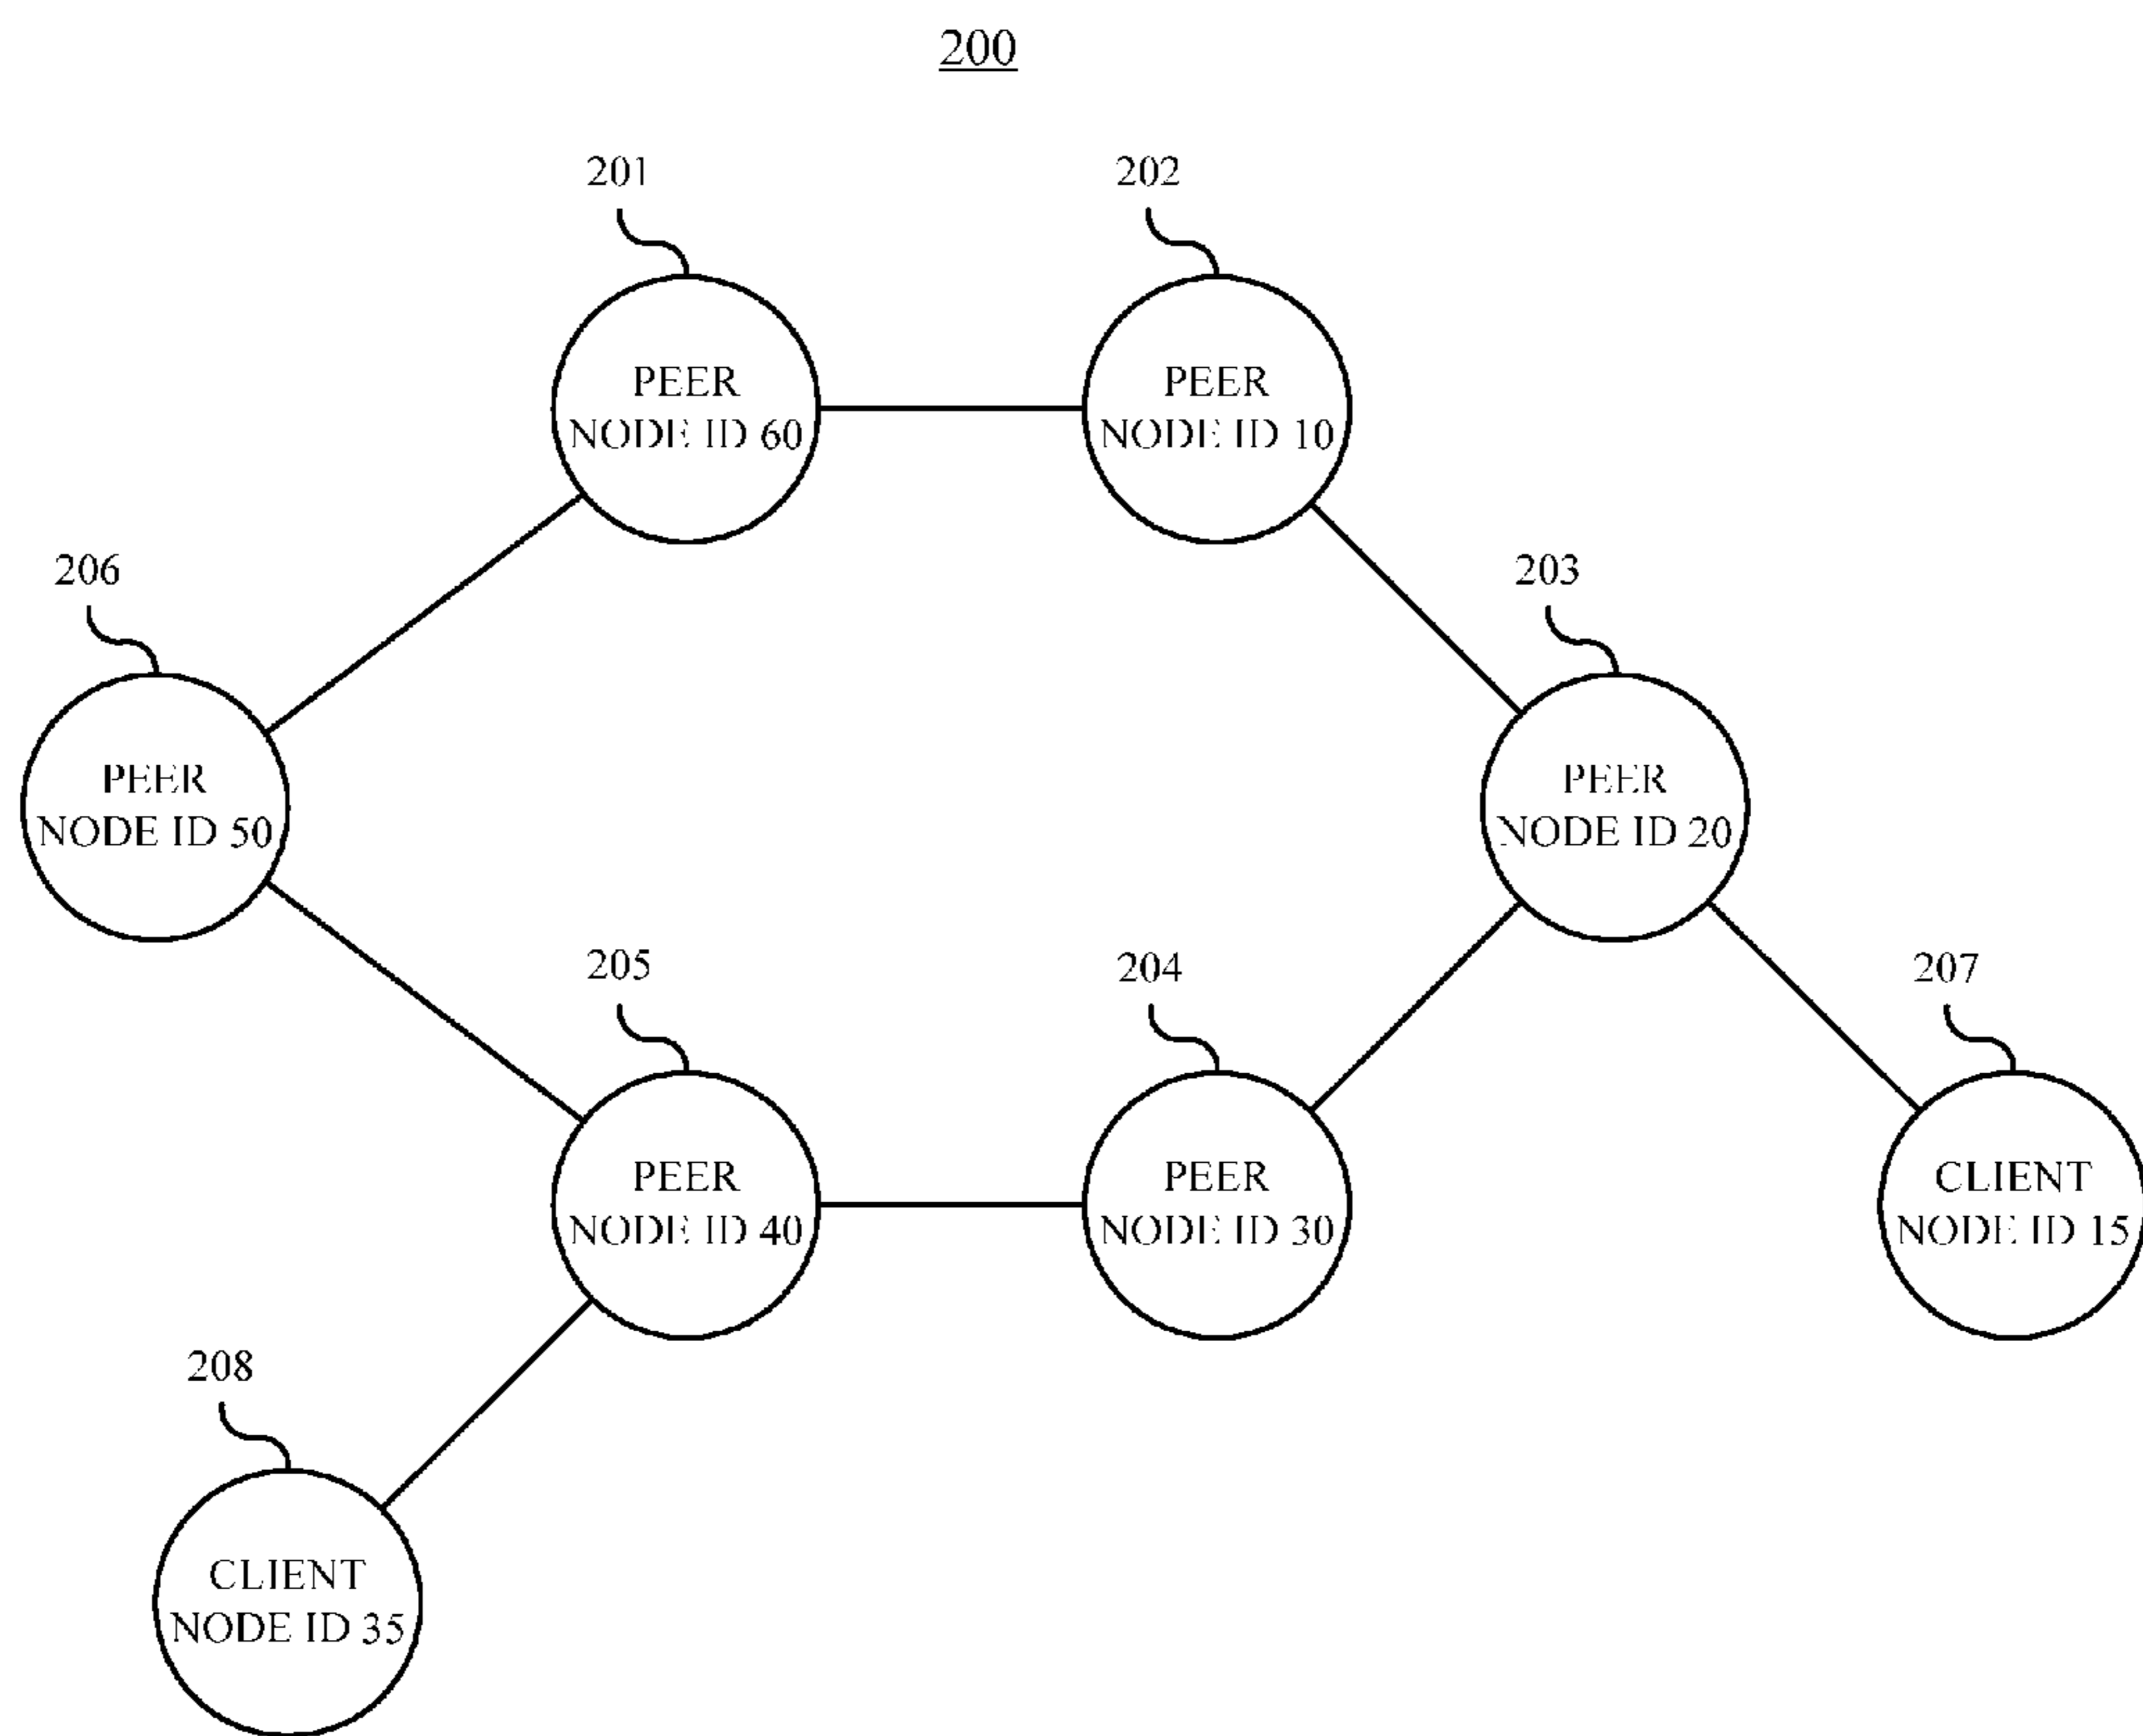 200
201
202
PEER
NODE ID 60
PEER
NODE ID 10
206
203
PEER
NODE ID 50
PEER
NODE ID 20
205
204
207
PEER
NODE ID 40
PEER
NODE ID 30
CLIENT
NODE ID 15
208
CLIENT
NODE ID 35